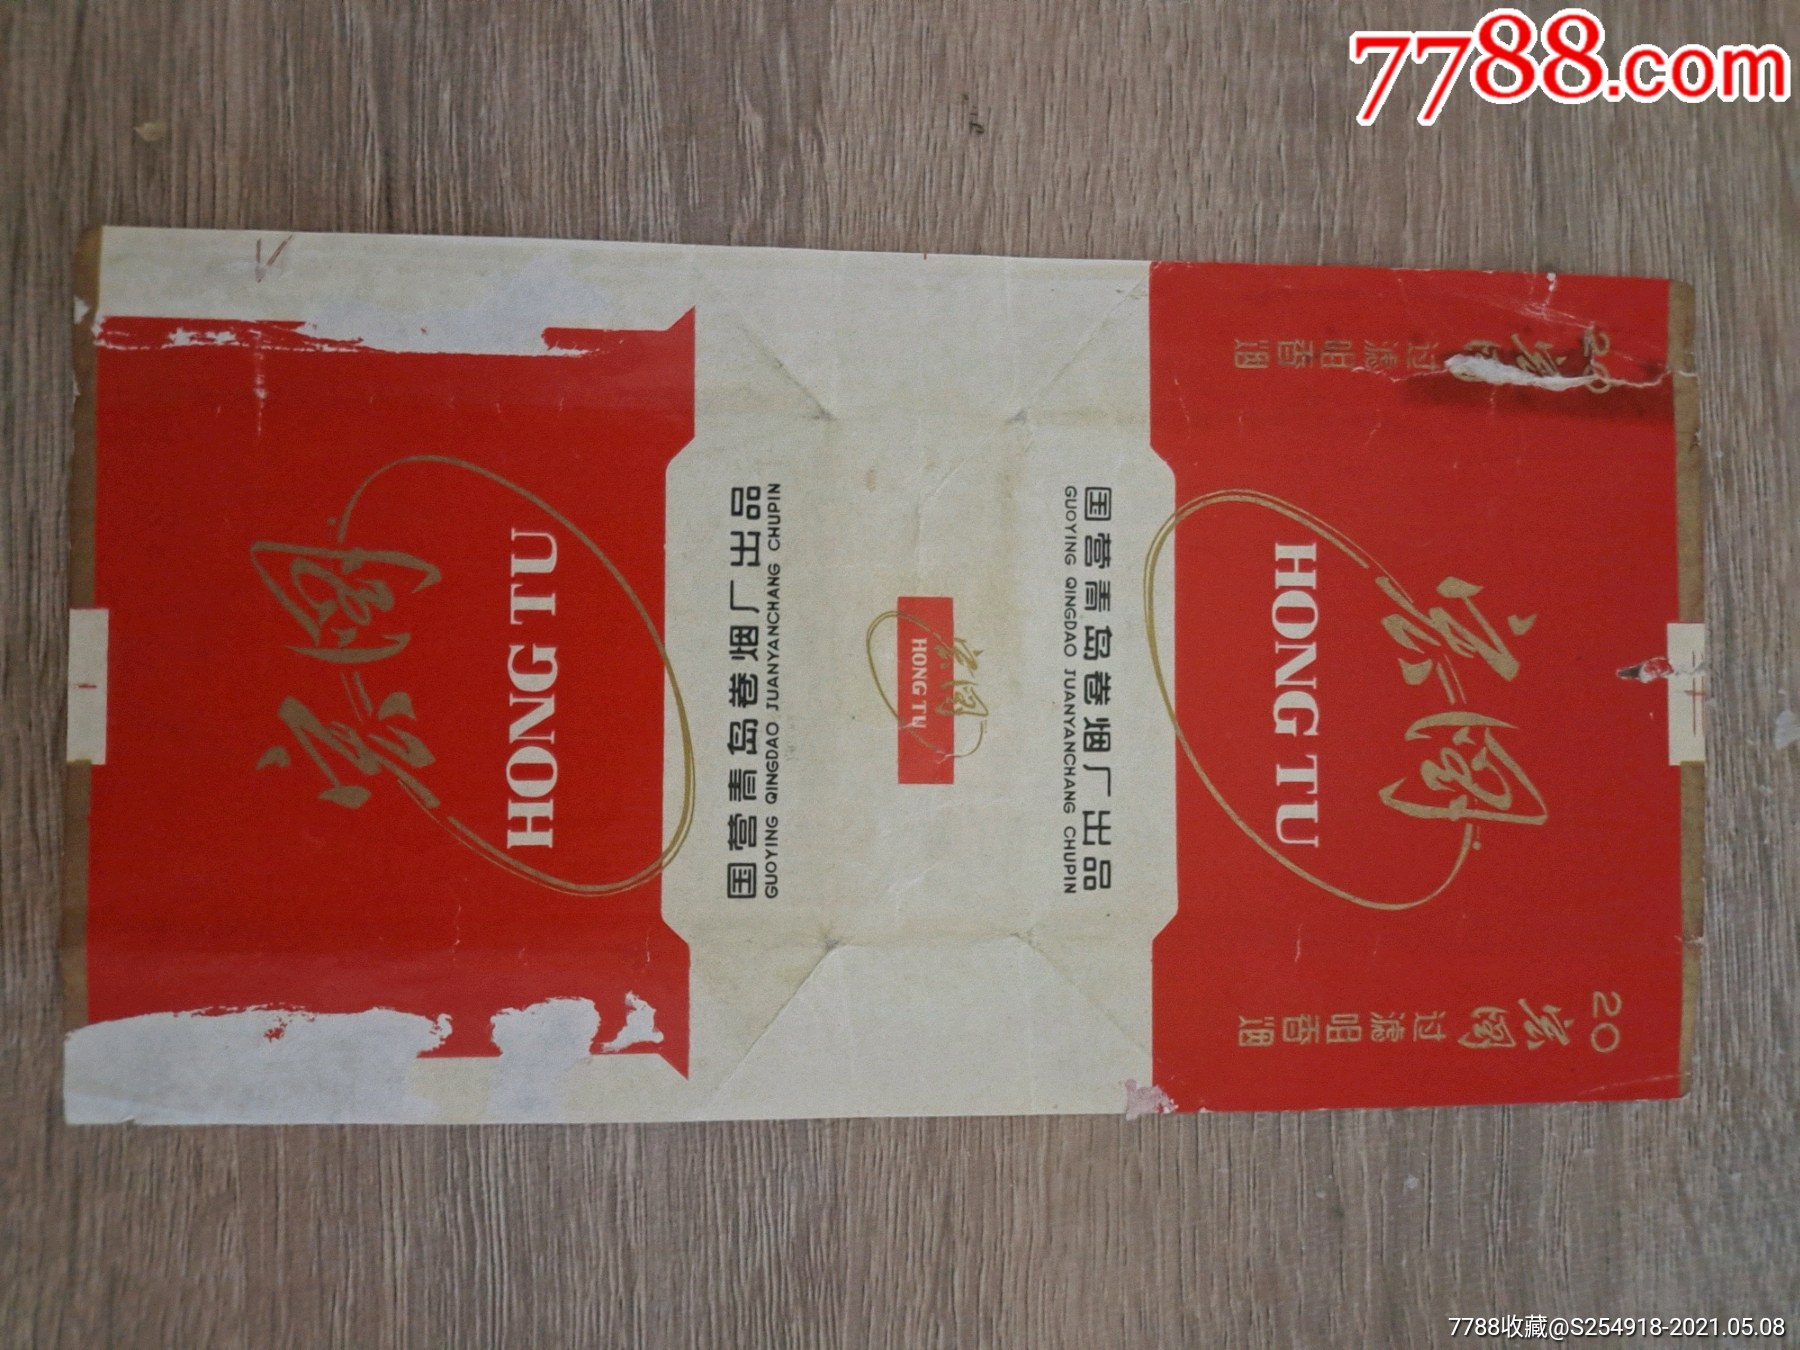 7788.com
宏图
HONG TU
国营青岛卷烟厂出品
GUOYING QINGDAO JUANYANCHANG CHUPIN
宏图
HONG TU
国营青岛卷烟厂出品
GUOYING QINGDAO JUANYANCHANG CHUPIN
宏图
HONG TU
20
宏图
过滤咀香烟
20
宏图
过滤咀香烟
7788收藏@S254918-2021.05.08